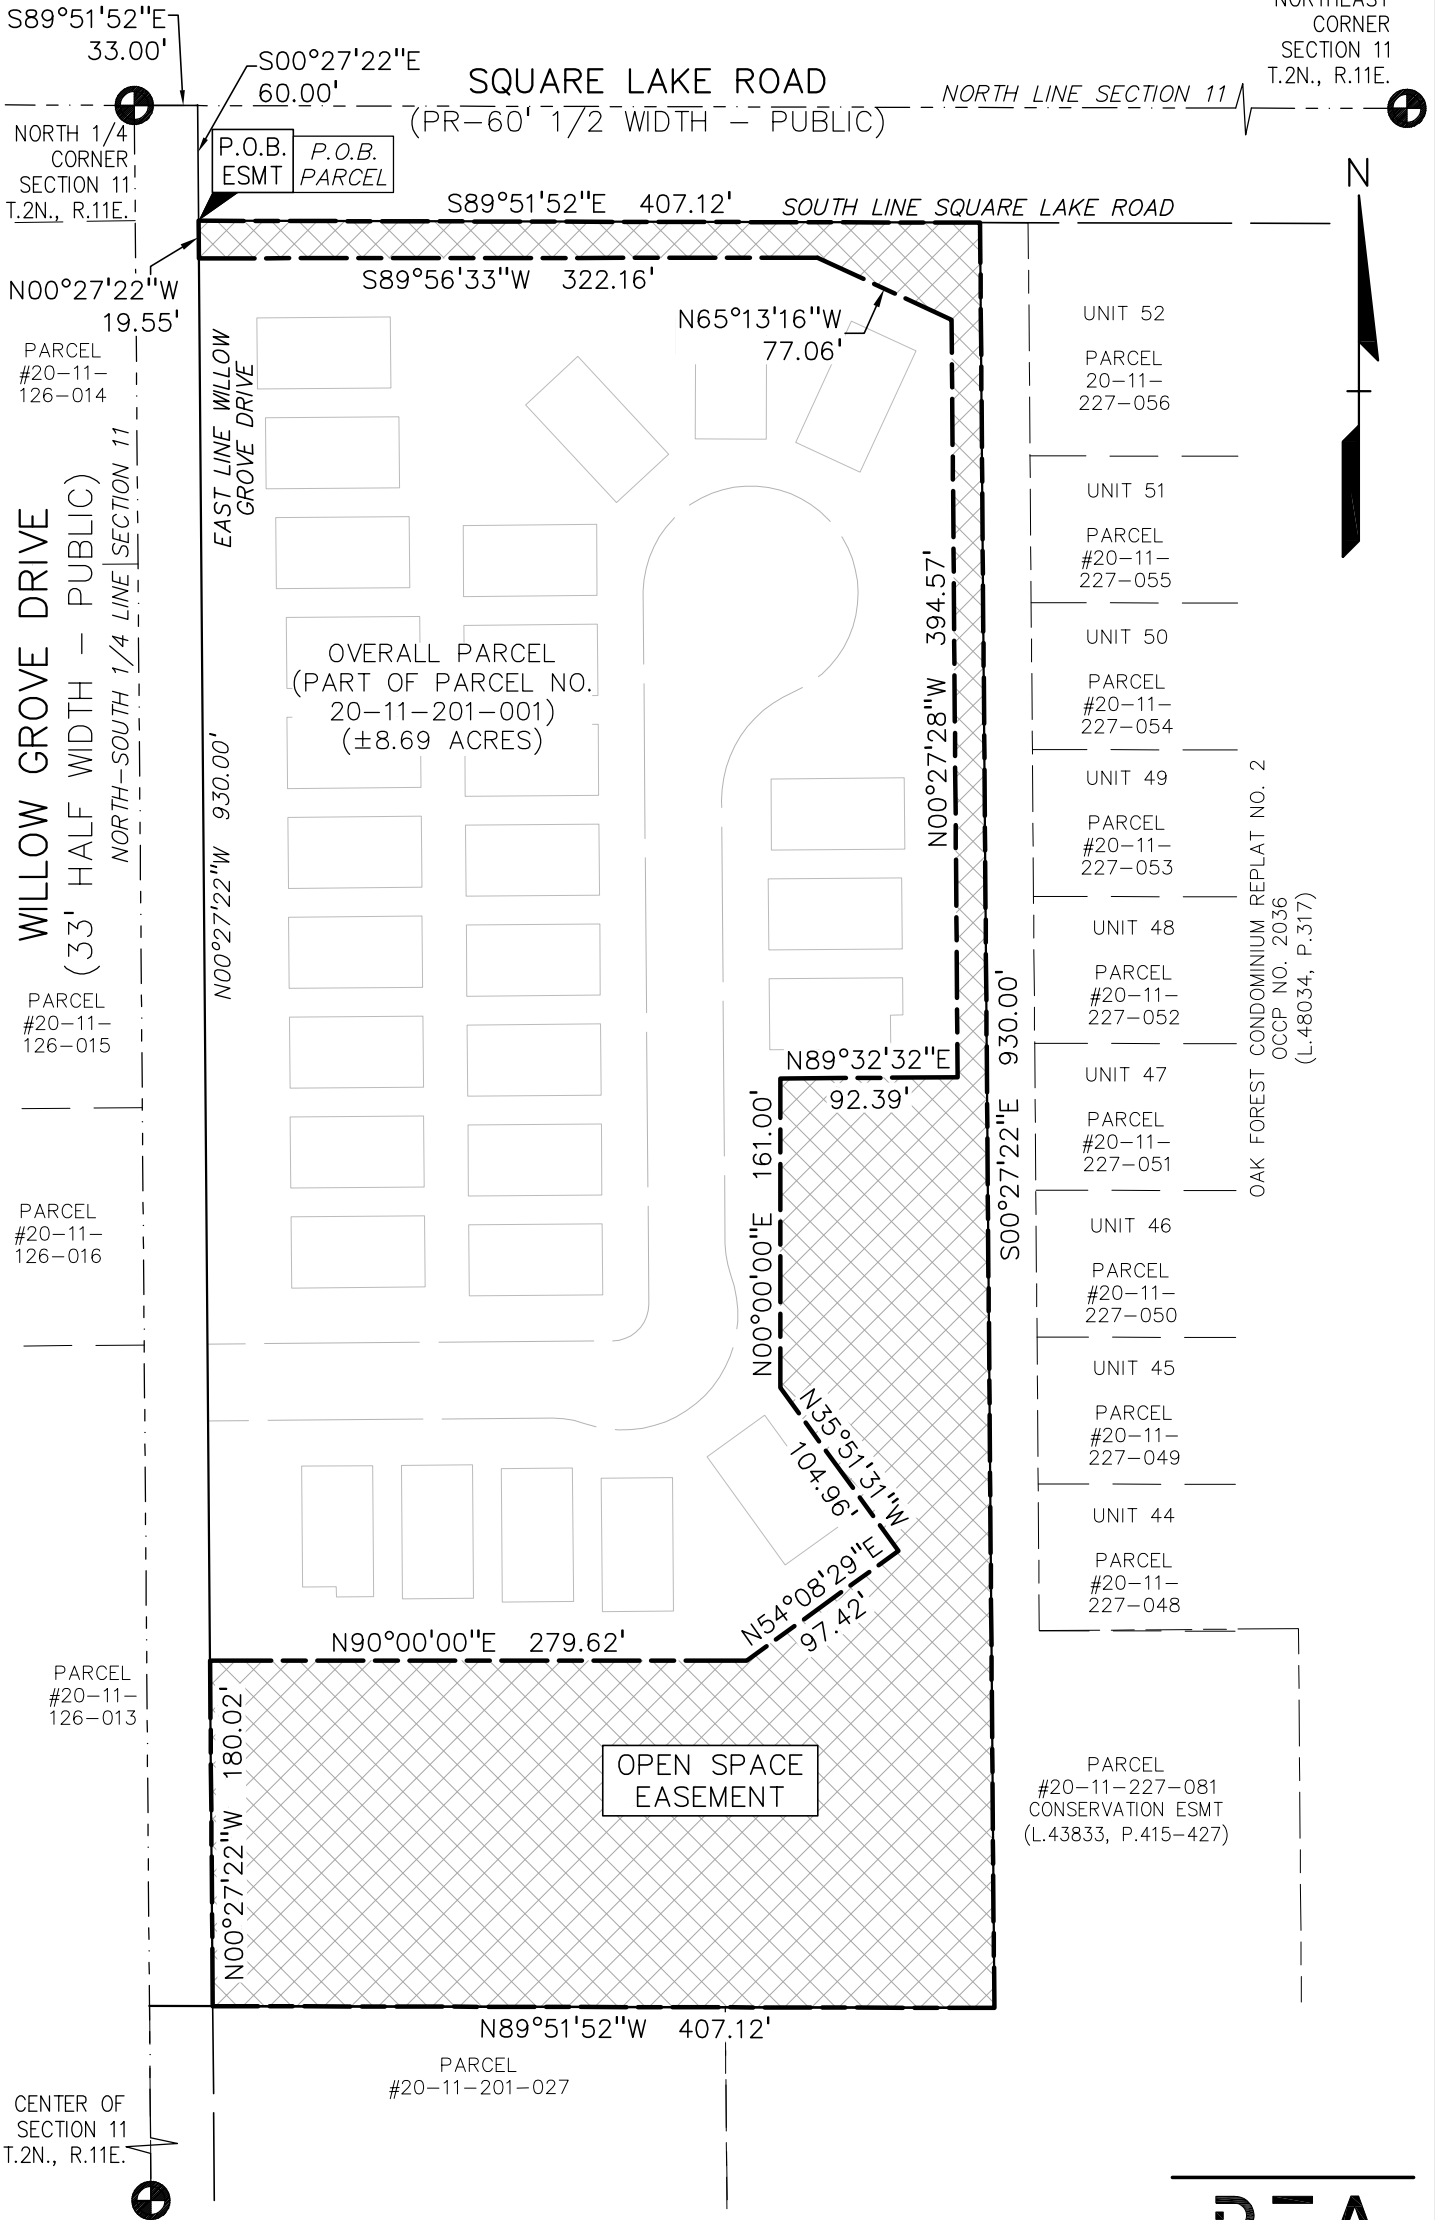 S89°51'52"E
33.00'
NORTHEAST
CORNER
SECTION 11
T.2N., R.11E.
S00°27'22"E
60.00'
SQUARE LAKE ROAD
(PR-60' 1/2 WIDTH - PUBLIC)
NORTH LINE SECTION 11
NORTH 1/4
CORNER
SECTION 11
T.2N., R.11E.
P.O.B.
ESMT
P.O.B.
PARCEL
N
S89°51'52"E 407.12'
SOUTH LINE SQUARE LAKE ROAD
N00°27'22"W
19.55'
S89°56'33"W 322.16'
N65°13'16"W
77.06'
PARCEL
#20-11-
126-014
EAST LINE WILLOW
GROVE DRIVE
WILLOW GROVE DRIVE
(33' HALF WIDTH - PUBLIC)
NORTH-SOUTH 1/4 LINE SECTION 11
OVERALL PARCEL
(PART OF PARCEL NO.
20-11-201-001)
(±8.69 ACRES)
N00°27'22"W 930.00'
N00°27'28"W 394.57'
UNIT 52
PARCEL
20-11-
227-056
UNIT 51
PARCEL
#20-11-
227-055
UNIT 50
PARCEL
#20-11-
227-054
UNIT 49
PARCEL
#20-11-
227-053
UNIT 48
PARCEL
#20-11-
227-052
UNIT 47
PARCEL
#20-11-
227-051
UNIT 46
PARCEL
#20-11-
227-050
UNIT 45
PARCEL
#20-11-
227-049
UNIT 44
PARCEL
#20-11-
227-048
OAK FOREST CONDOMINIUM REPLAT NO. 2
OCCP NO. 2036
(L.48034, P.317)
PARCEL
#20-11-
126-015
N89°32'32"E
92.39'
S00°27'22"E 930.00'
N00°00'00"E 161.00'
PARCEL
#20-11-
126-016
N35°51'31"W
104.96'
N54°08'29"E
97.42'
N90°00'00"E 279.62'
PARCEL
#20-11-
126-013
N00°27'22"W 180.02'
OPEN SPACE
EASEMENT
PARCEL
#20-11-227-081
CONSERVATION ESMT
(L.43833, P.415-427)
N89°51'52"W 407.12'
PARCEL
#20-11-201-027
CENTER OF
SECTION 11
T.2N., R.11E.